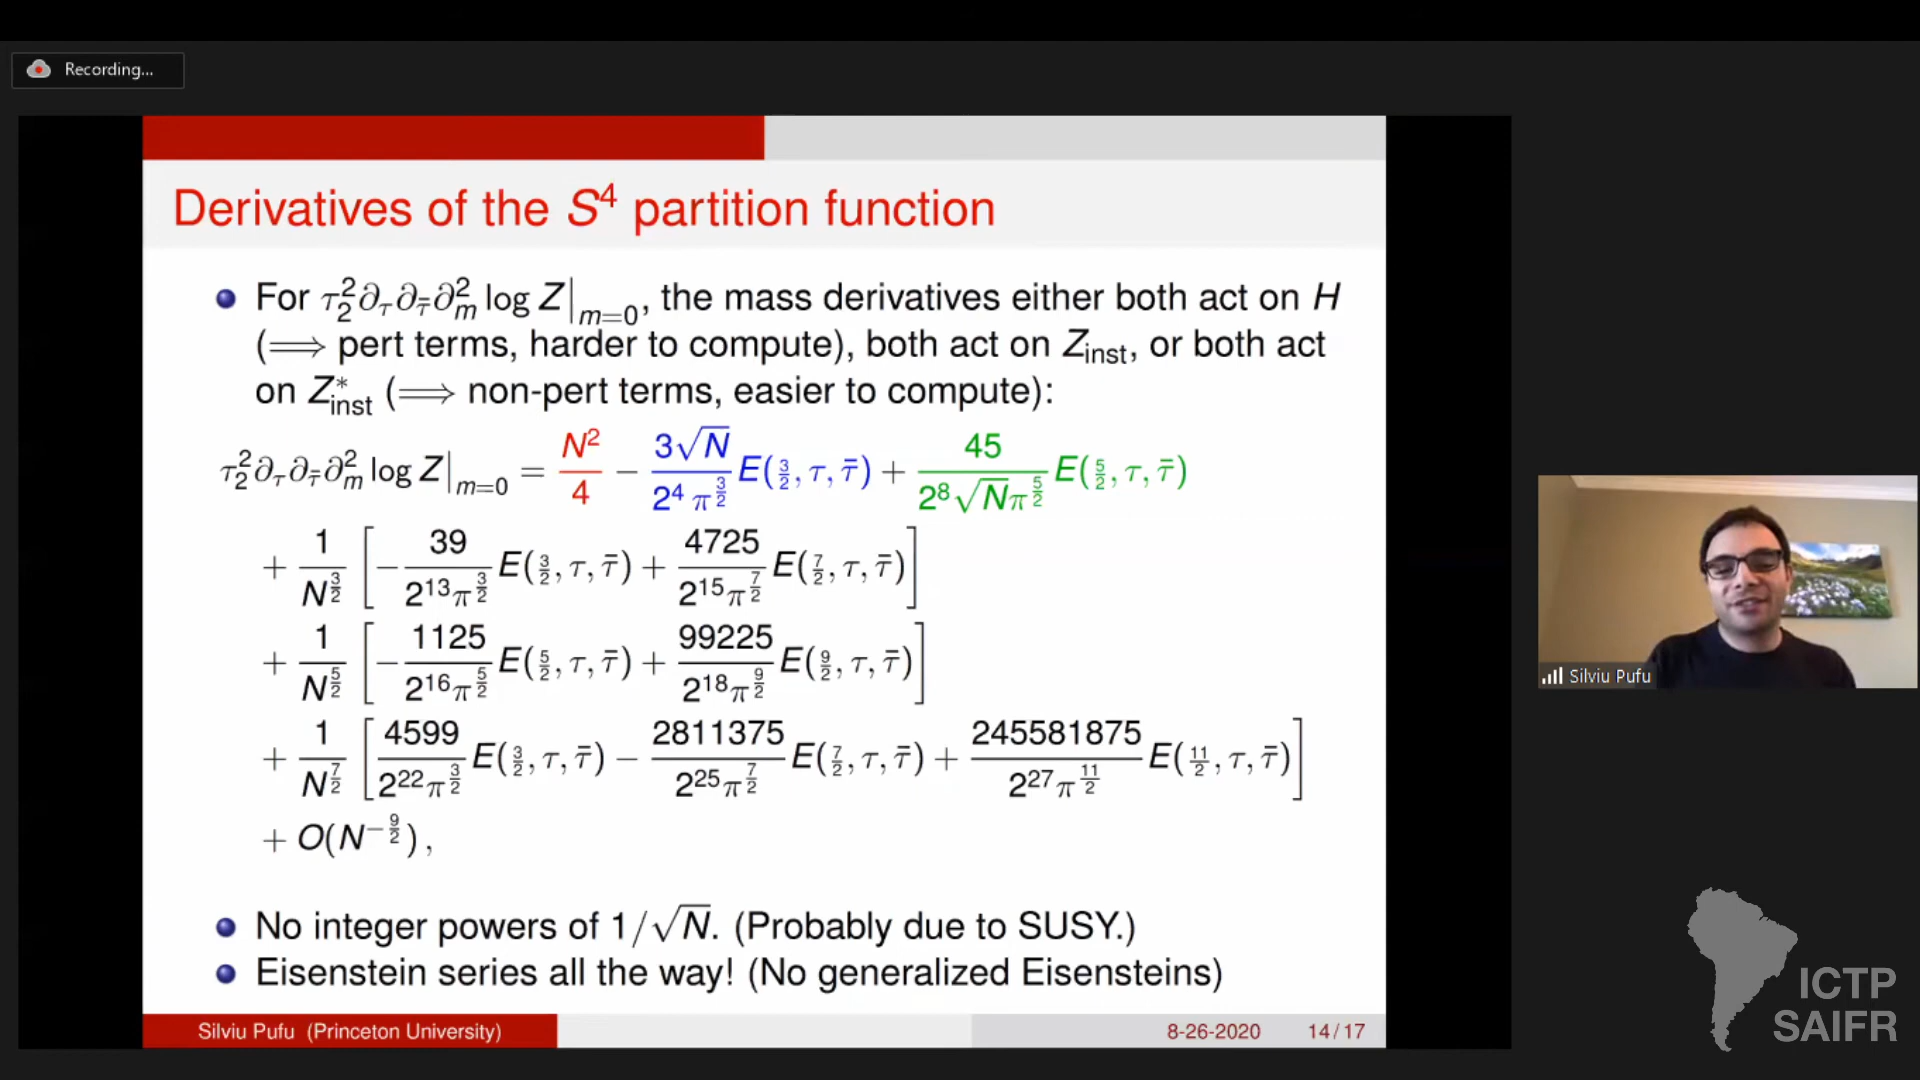 Recording...
Derivatives of the S⁴ partition function
For τ₂²∂_τ∂_τ̄∂ₘ² log Z|ₘ₌₀, the mass derivatives either both act on H
(⟹ pert terms, harder to compute), both act on Z_inst, or both act
on Z*_inst (⟹ non-pert terms, easier to compute):
τ₂²∂_τ∂_τ̄∂ₘ² log Z|ₘ₌₀ = N²/4 − 3√N/(2⁴ π^{3/2}) E(3/2, τ, τ̄) + 45/(2⁸√N π^{5/2}) E(5/2, τ, τ̄)
+ 1/N^{3/2} [−39/(2¹³π^{3/2}) E(3/2, τ, τ̄) + 4725/(2¹⁵π^{7/2}) E(7/2, τ, τ̄)]
+ 1/N^{5/2} [−1125/(2¹⁶π^{5/2}) E(5/2, τ, τ̄) + 99225/(2¹⁸π^{9/2}) E(9/2, τ, τ̄)]
+ 1/N^{7/2} [4599/(2²²π^{3/2}) E(3/2, τ, τ̄) − 2811375/(2²⁵π^{7/2}) E(7/2, τ, τ̄) + 245581875/(2²⁷π^{11/2}) E(11/2, τ, τ̄)]
+ O(N^{−9/2}),
No integer powers of 1/√N. (Probably due to SUSY.)
Eisenstein series all the way! (No generalized Eisensteins)
Silviu Pufu (Princeton University)
8-26-2020 14/17
Silviu Pufu
ICTP
SAIFR